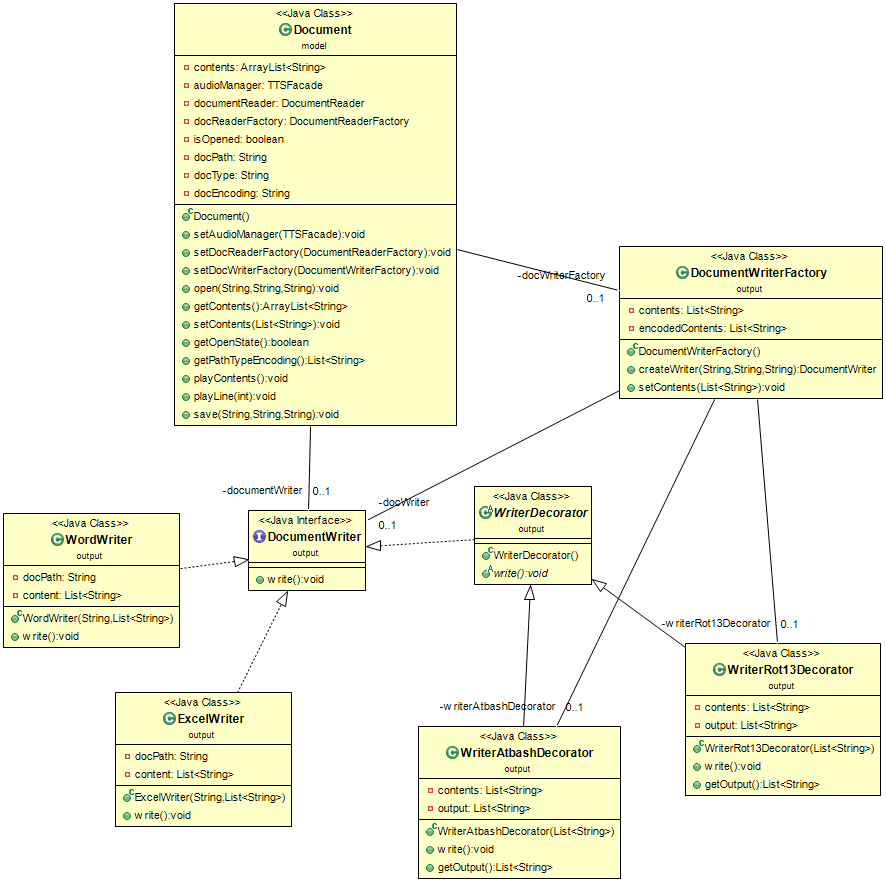 <<Java Class>>
Document
model
contents: ArrayList<String>
audioManager: TTSFacade
documentReader: DocumentReader
docReaderFactory: DocumentReaderFactory
isOpened: boolean
docPath: String
docType: String
docEncoding: String
Document()
setAudioManager(TTSFacade):void
setDocReaderFactory(DocumentReaderFactory):void
setDocWriterFactory(DocumentWriterFactory):void
open(String,String,String):void
getContents():ArrayList<String>
setContents(List<String>):void
getOpenState():boolean
getPathTypeEncoding():List<String>
playContents():void
playLine(int):void
save(String,String,String):void
-docWriterFactory
0..1
<<Java Class>>
DocumentWriterFactory
output
contents: List<String>
encodedContents: List<String>
DocumentWriterFactory()
createWriter(String,String,String):DocumentWriter
setContents(List<String>):void
-documentWriter
0..1
-docWriter
0..1
<<Java Class>>
WordWriter
output
docPath: String
content: List<String>
WordWriter(String,List<String>)
write():void
<<Java Interface>>
DocumentWriter
output
write():void
<<Java Class>>
WriterDecorator
output
WriterDecorator()
write():void
-writerRot13Decorator
0..1
<<Java Class>>
WriterRot13Decorator
output
contents: List<String>
output: List<String>
WriterRot13Decorator(List<String>)
write():void
getOutput():List<String>
<<Java Class>>
ExcelWriter
output
docPath: String
content: List<String>
ExcelWriter(String,List<String>)
write():void
-writerAtbashDecorator
0..1
<<Java Class>>
WriterAtbashDecorator
output
contents: List<String>
output: List<String>
WriterAtbashDecorator(List<String>)
write():void
getOutput():List<String>